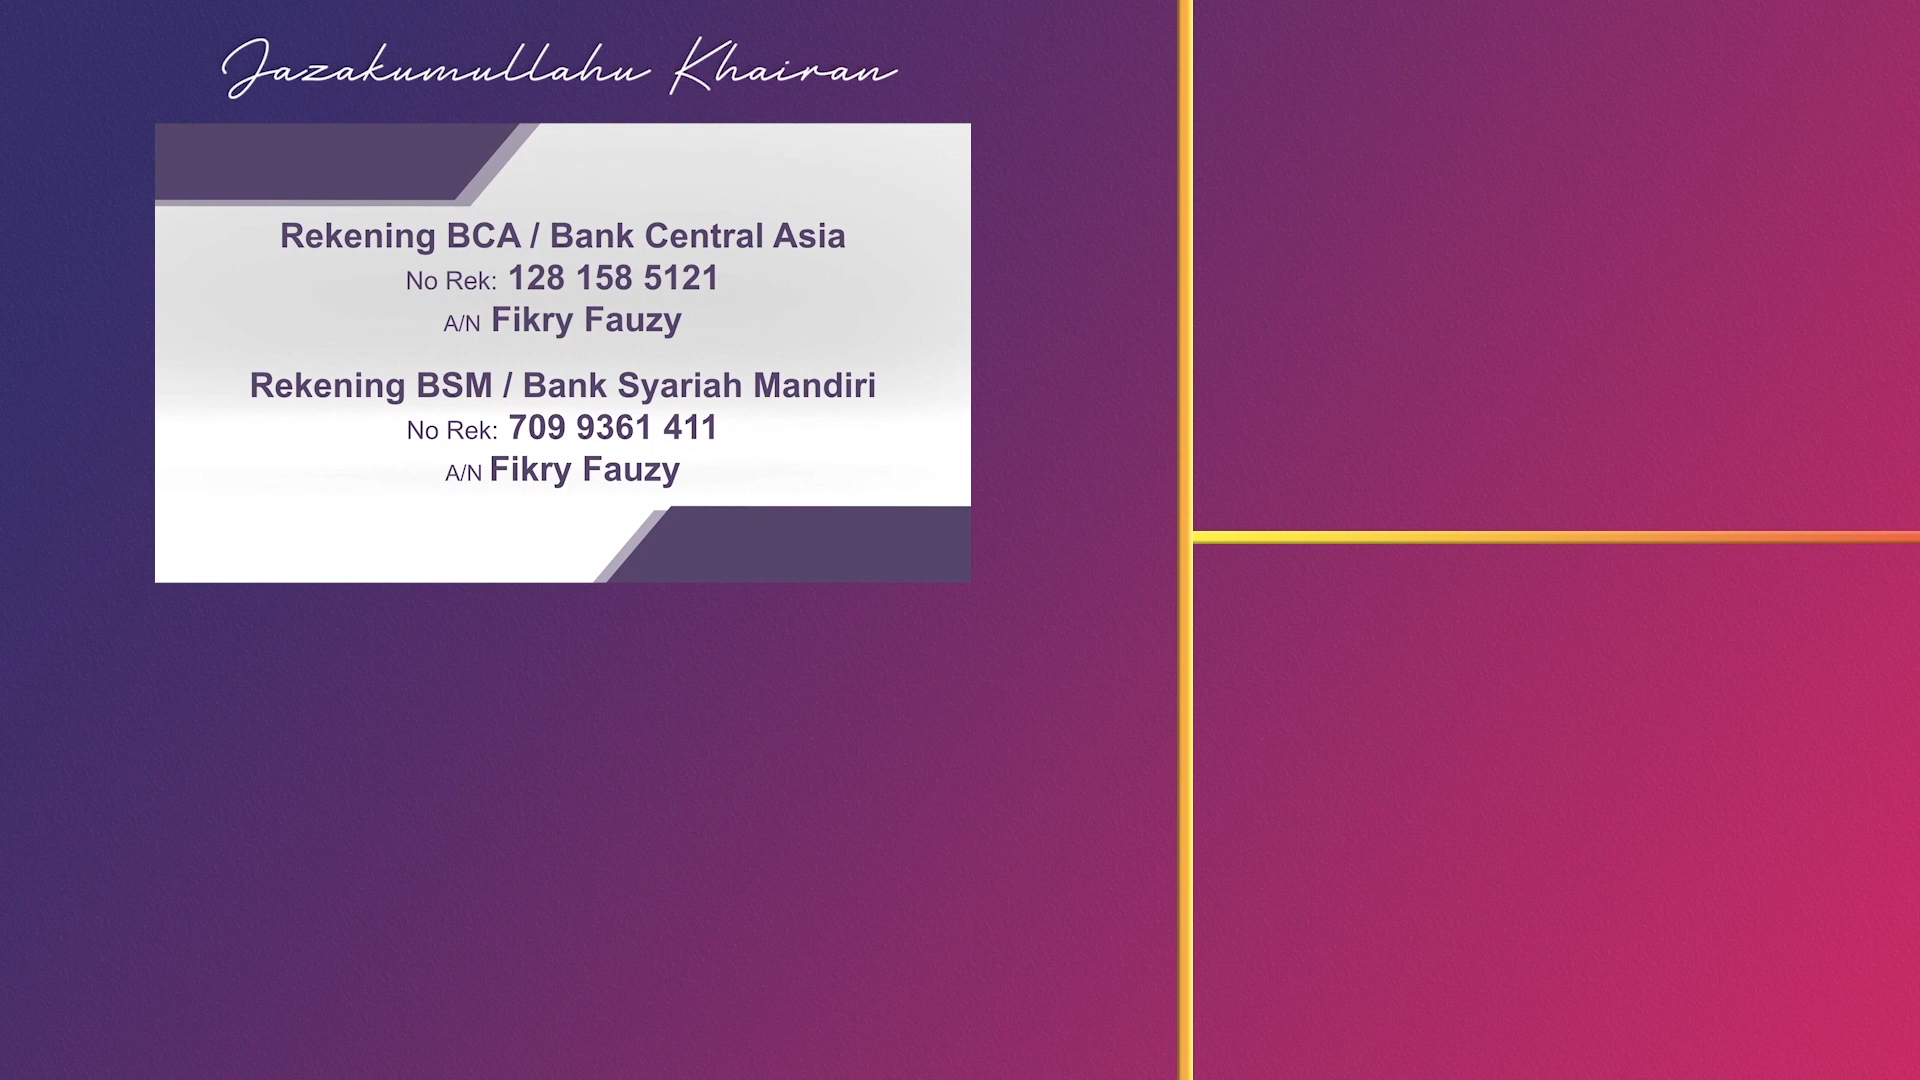 Jazakumullahu Khairan
Rekening BCA / Bank Central Asia
No Rek: 128 158 5121
A/N Fikry Fauzy
Rekening BSM / Bank Syariah Mandiri
No Rek: 709 9361 411
A/N Fikry Fauzy